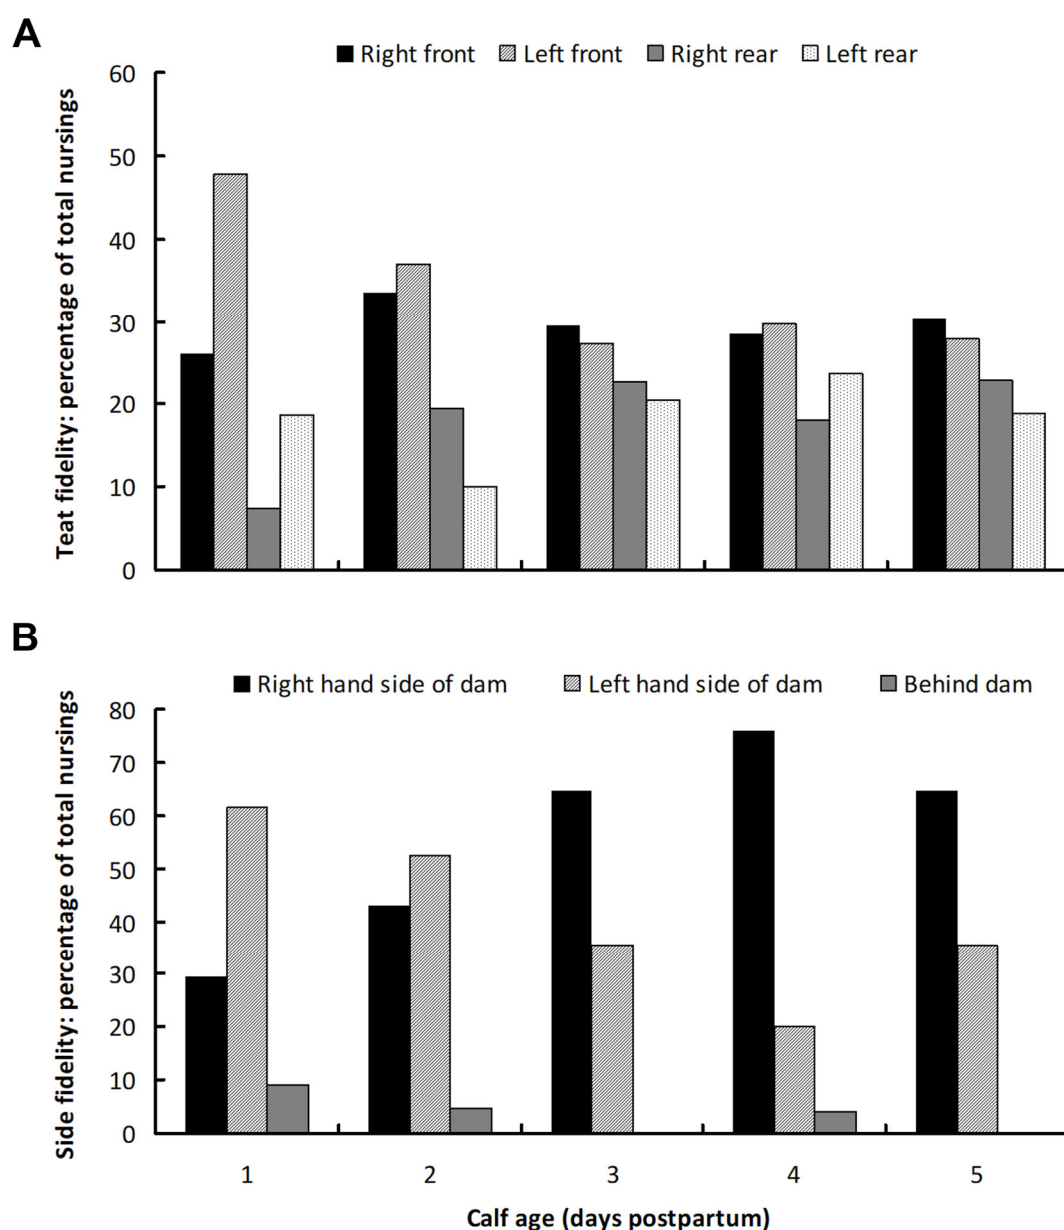 A
Right front Left front Right rear Left rear
Teat fidelity: percentage of total nursings
60
50
40
30
20
10
0
B
Right hand side of dam Left hand side of dam Behind dam
Side fidelity: percentage of total nursings
80
70
60
50
40
30
20
10
0
1 2 3 4 5
Calf age (days postpartum)